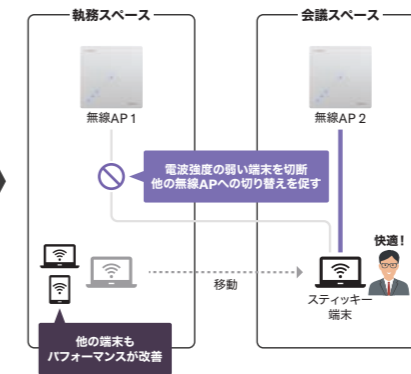 執務スペース
会議スペース
無線AP 1
無線AP 2
電波強度の弱い端末を切断
他の無線APへの切り替えを促す
快適!
移動
スティッキー
端末
他の端末も
パフォーマンスが改善